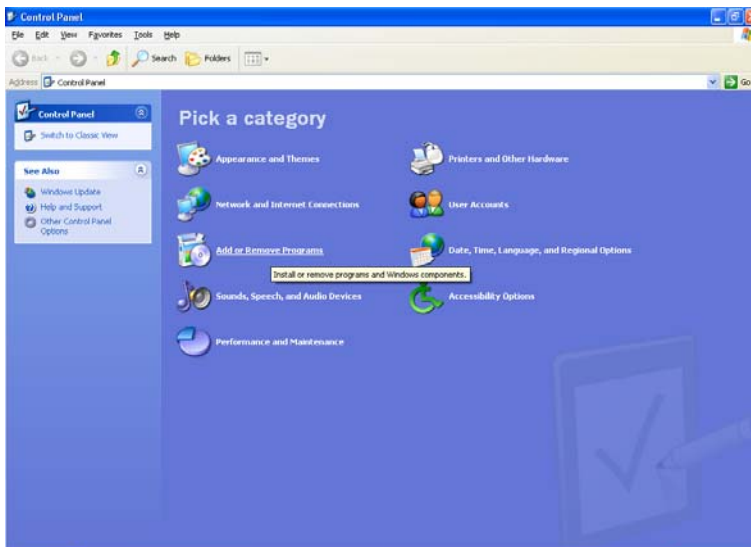 Control Panel
File Edit View Favorites Tools Help
Back Search Folders
Address Control Panel Go
Control Panel
Switch to Classic View
See Also
Windows Update
Help and Support
Other Control Panel
Options
Pick a category
Appearance and Themes
Printers and Other Hardware
Network and Internet Connections
User Accounts
Add or Remove Programs
Date, Time, Language, and Regional Options
Install or remove programs and Windows components.
Sounds, Speech, and Audio Devices
Accessibility Options
Performance and Maintenance